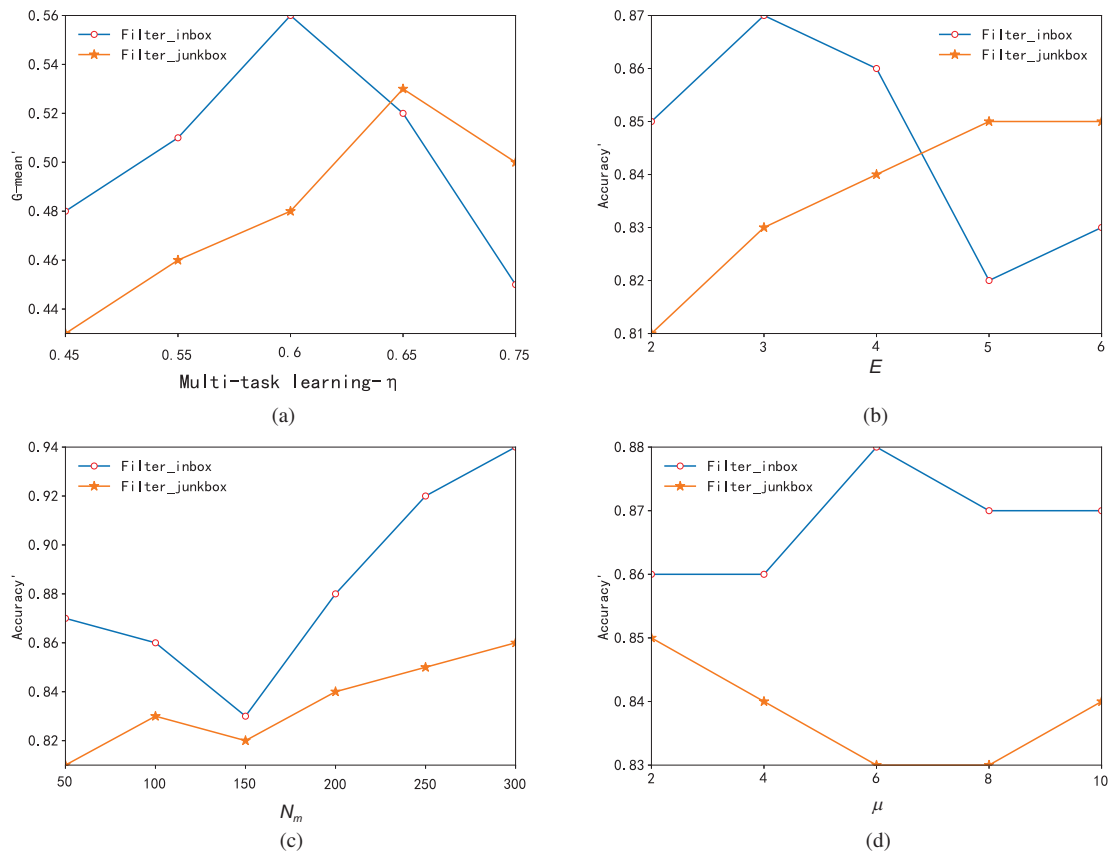 0.56
0.54
0.52
0.50
0.48
0.46
0.44
G-mean'
Filter_inbox
Filter_junkbox
0.45 0.55 0.6 0.65 0.75
Multi-task learning-η
(a)
0.87
0.86
0.85
0.84
0.83
0.82
0.81
Accuracy'
Filter_inbox
Filter_junkbox
2 3 4 5 6
E
(b)
0.94
0.92
0.90
0.88
0.86
0.84
0.82
Accuracy'
Filter_inbox
Filter_junkbox
50 100 150 200 250 300
N_m
(c)
0.88
0.87
0.86
0.85
0.84
0.83
Accuracy'
Filter_inbox
Filter_junkbox
2 4 6 8 10
μ
(d)